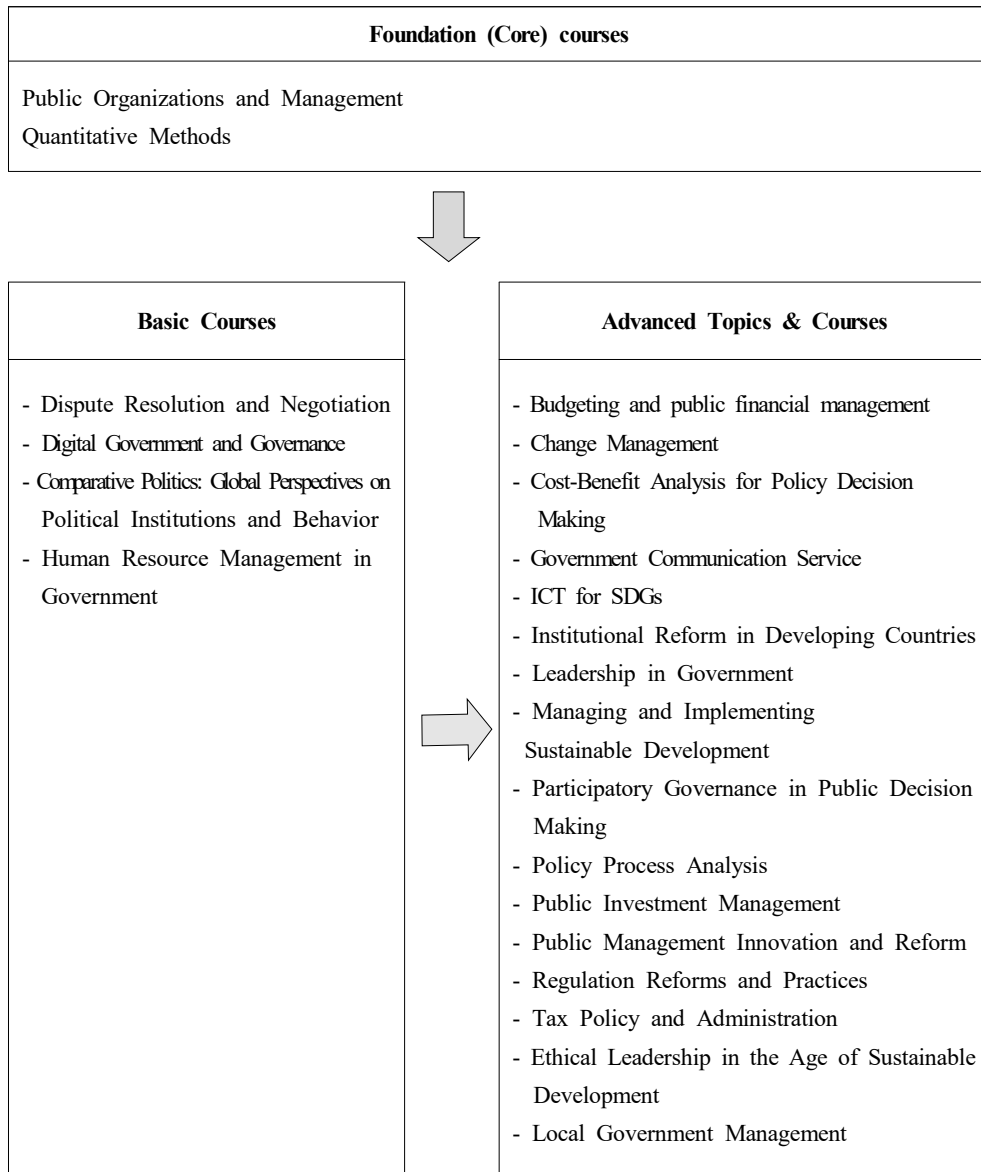 Foundation (Core) courses
Public Organizations and Management
Quantitative Methods
Basic Courses
- Dispute Resolution and Negotiation
- Digital Government and Governance
- Comparative Politics: Global Perspectives on
Political Institutions and Behavior
- Human Resource Management in
Government
Advanced Topics & Courses
- Budgeting and public financial management
- Change Management
- Cost-Benefit Analysis for Policy Decision
Making
- Government Communication Service
- ICT for SDGs
- Institutional Reform in Developing Countries
- Leadership in Government
- Managing and Implementing
Sustainable Development
- Participatory Governance in Public Decision
Making
- Policy Process Analysis
- Public Investment Management
- Public Management Innovation and Reform
- Regulation Reforms and Practices
- Tax Policy and Administration
- Ethical Leadership in the Age of Sustainable
Development
- Local Government Management